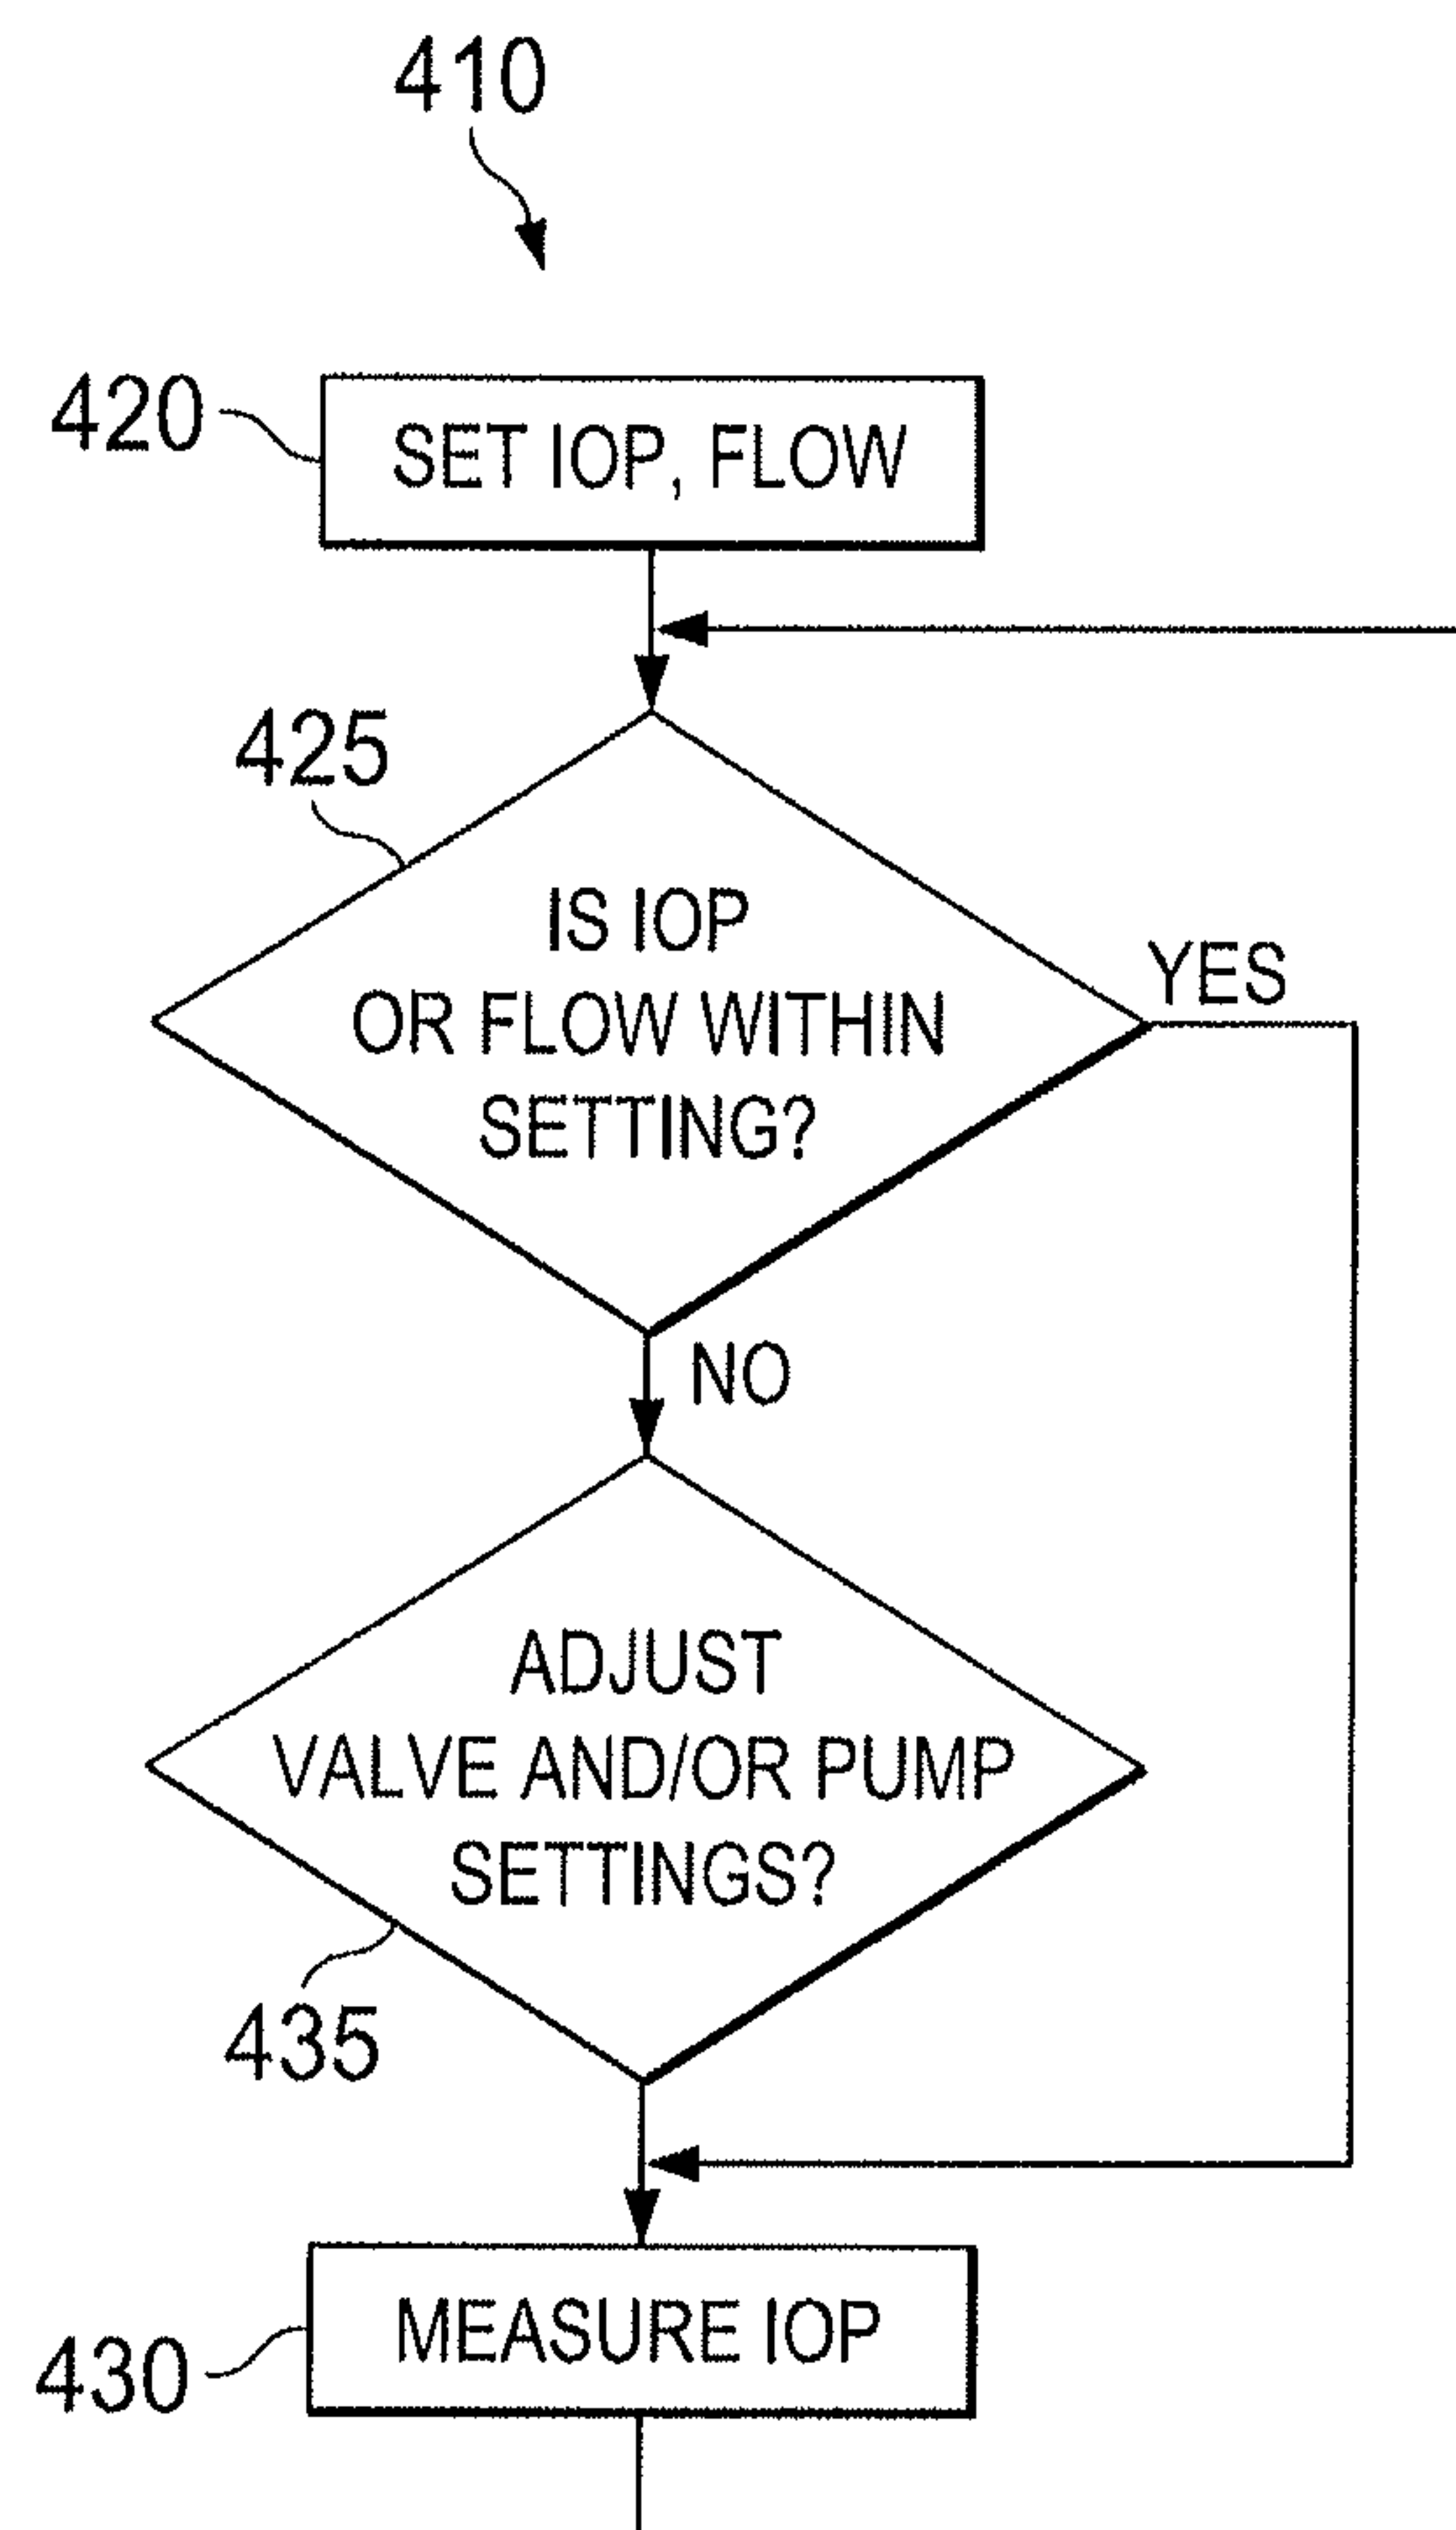 410
420
SET IOP, FLOW
425
IS IOP
OR FLOW WITHIN
SETTING?
YES
NO
ADJUST
VALVE AND/OR PUMP
SETTINGS?
435
MEASURE IOP
430